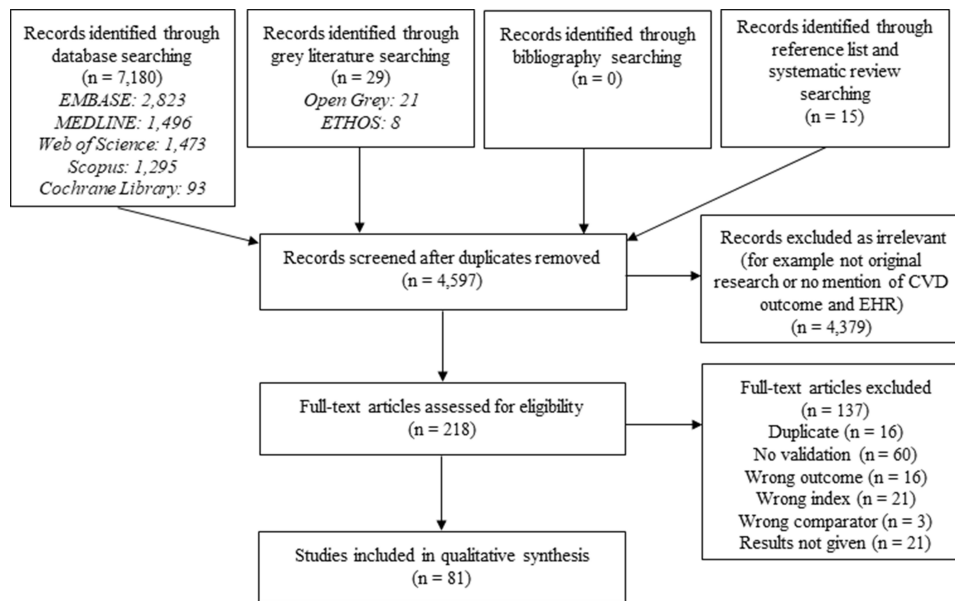 Records identified through
database searching
(n = 7,180)
EMBASE: 2,823
MEDLINE: 1,496
Web of Science: 1,473
Scopus: 1,295
Cochrane Library: 93
Records identified through
grey literature searching
(n = 29)
Open Grey: 21
ETHOS: 8
Records identified through
bibliography searching
(n = 0)
Records identified through
reference list and
systematic review
searching
(n = 15)
Records screened after duplicates removed
(n = 4,597)
Records excluded as irrelevant
(for example not original
research or no mention of CVD
outcome and EHR)
(n = 4,379)
Full-text articles assessed for eligibility
(n = 218)
Full-text articles excluded
(n = 137)
Duplicate (n = 16)
No validation (n = 60)
Wrong outcome (n = 16)
Wrong index (n = 21)
Wrong comparator (n = 3)
Results not given (n = 21)
Studies included in qualitative synthesis
(n = 81)